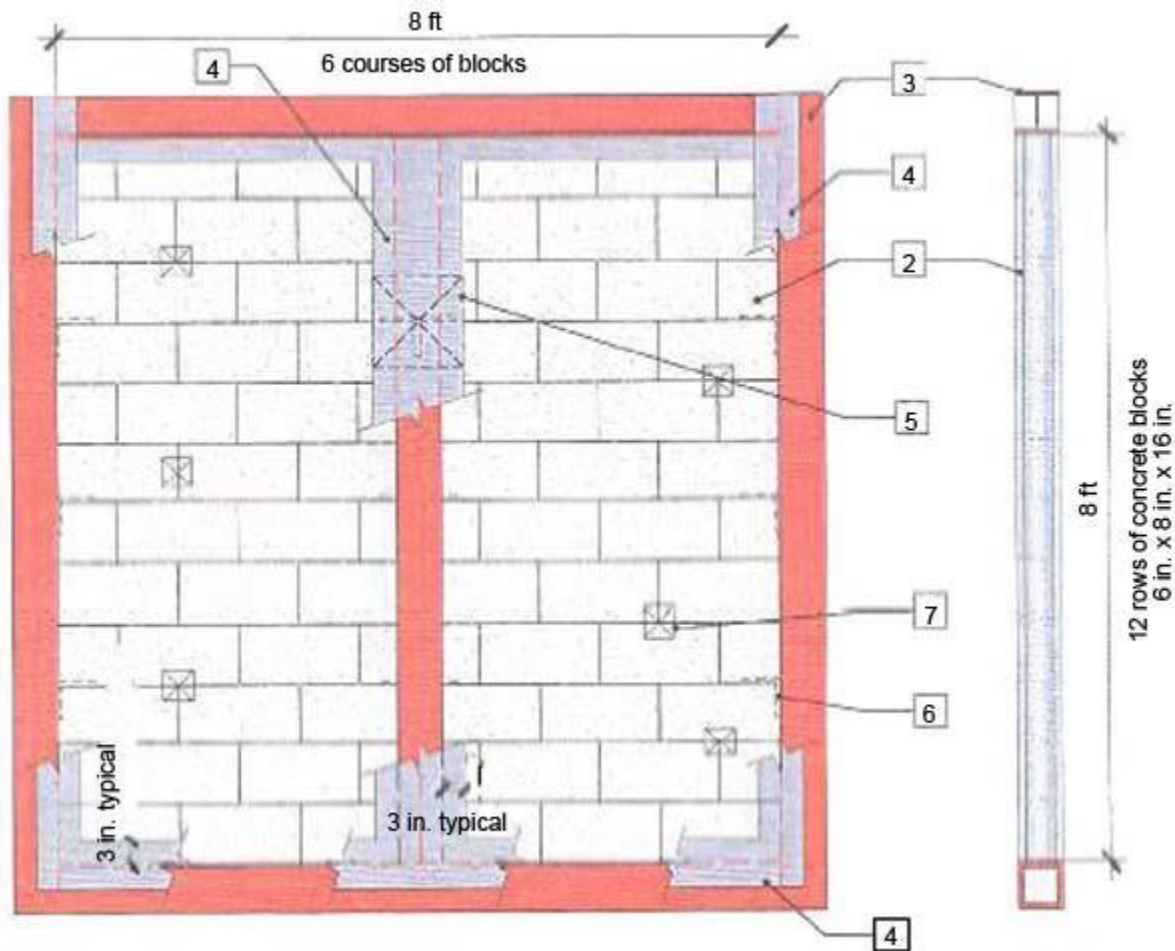 8 ft
6 courses of blocks
4
3
4
2
5
7
6
3 in. typical
3 in. typical
4
8 ft
12 rows of concrete blocks
6 in. x 8 in. x 16 in.